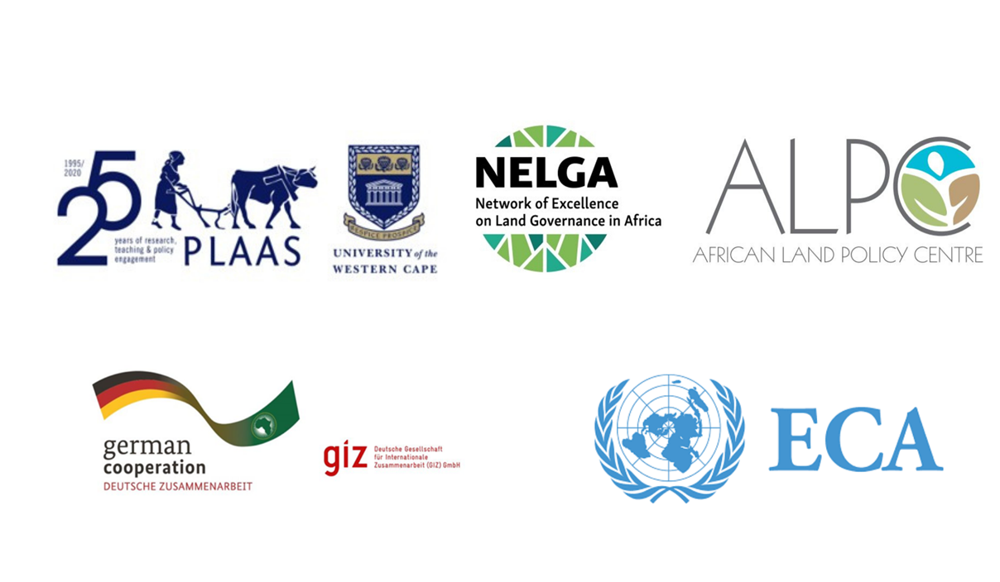 1995/
2020
25
years of research,
teaching & policy
engagement
PLAAS
RESPICE PROSPICE
UNIVERSITY of the
WESTERN CAPE
NELGA
Network of Excellence
on Land Governance in Africa
ALPC
AFRICAN LAND POLICY CENTRE
german
cooperation
DEUTSCHE ZUSAMMENARBEIT
giz
Deutsche Gesellschaft
für Internationale
Zusammenarbeit (GIZ) GmbH
ECA